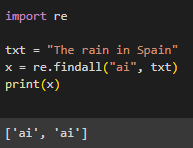 import re
txt = "The rain in Spain"
x = re.findall("ai", txt)
print(x)
['ai', 'ai']